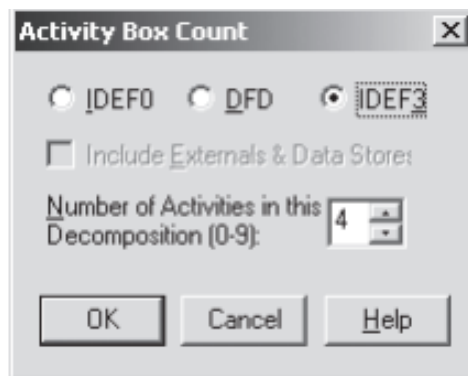 Activity Box Count
IDEF0 DFD IDEF3
Include Externals & Data Stores
Number of Activities in this
Decomposition (0-9):
4
OK Cancel Help